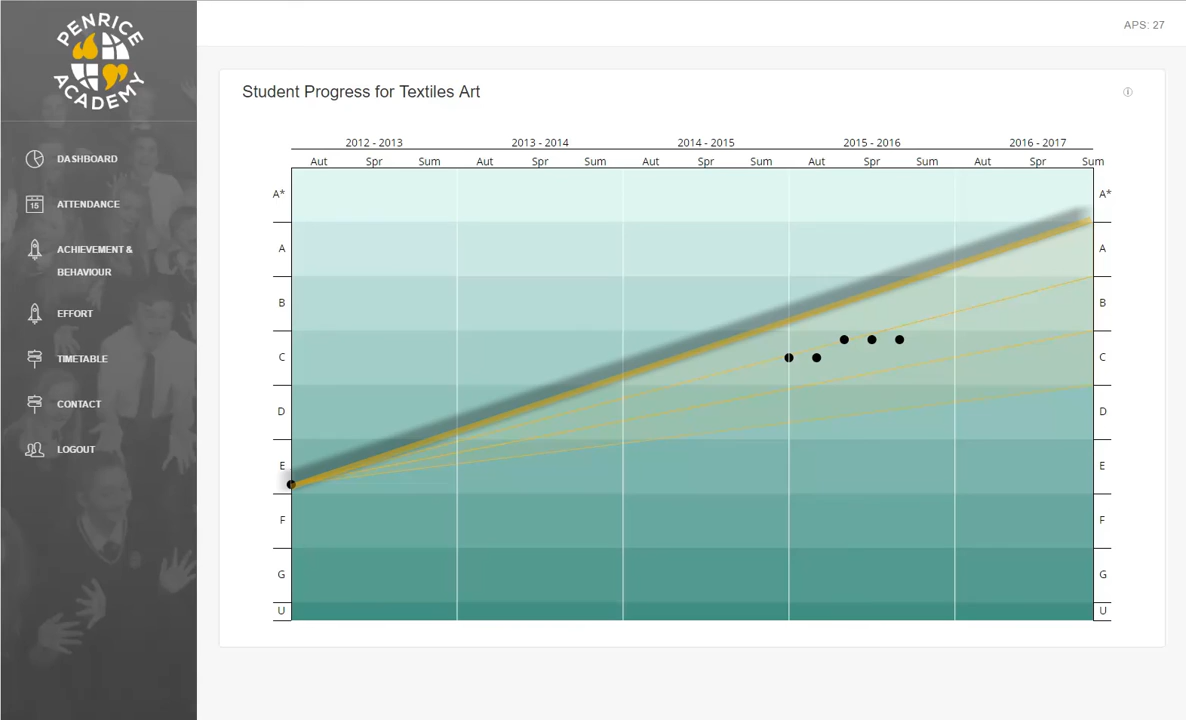 PENRICE
ACADEMY
APS: 27
DASHBOARD
15
ATTENDANCE
ACHIEVEMENT &
BEHAVIOUR
EFFORT
TIMETABLE
CONTACT
LOGOUT
Student Progress for Textiles Art
2012 - 2013 2013 - 2014 2014 - 2015 2015 - 2016 2016 - 2017
Aut Spr Sum Aut Spr Sum Aut Spr Sum Aut Spr Sum Aut Spr Sum
A* A*
A A
B B
C C
D D
E E
F F
G G
U U